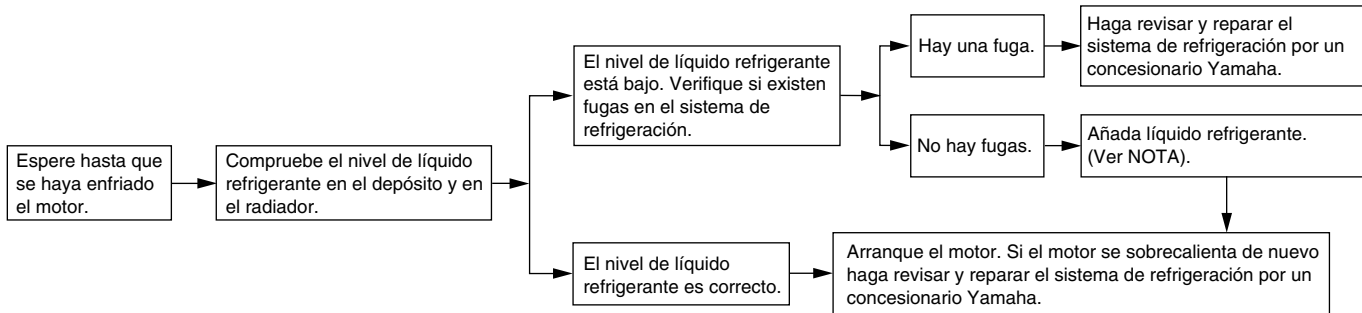 Espere hasta que
se haya enfriado
el motor.
Compruebe el nivel de líquido
refrigerante en el depósito y en
el radiador.
El nivel de líquido refrigerante
está bajo. Verifique si existen
fugas en el sistema de
refrigeración.
Hay una fuga.
Haga revisar y reparar el
sistema de refrigeración por un
concesionario Yamaha.
No hay fugas.
Añada líquido refrigerante.
(Ver NOTA).
El nivel de líquido
refrigerante es correcto.
Arranque el motor. Si el motor se sobrecalienta de nuevo
haga revisar y reparar el sistema de refrigeración por un
concesionario Yamaha.